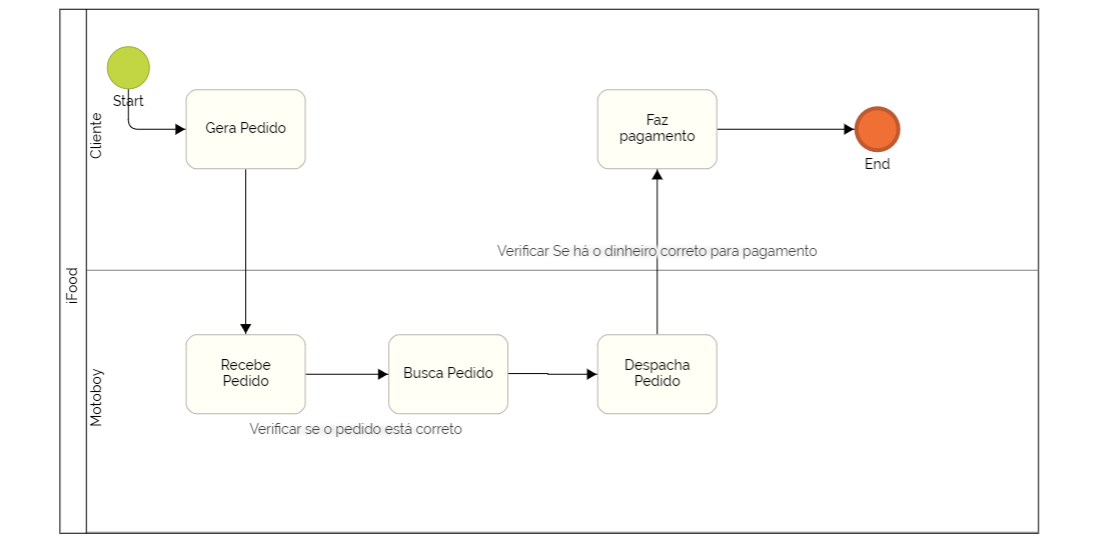 iFood
Cliente
Start
Gera Pedido
Faz
pagamento
End
Verificar Se há o dinheiro correto para pagamento
Motoboy
Recebe
Pedido
Busca Pedido
Despacha
Pedido
Verificar se o pedido está correto